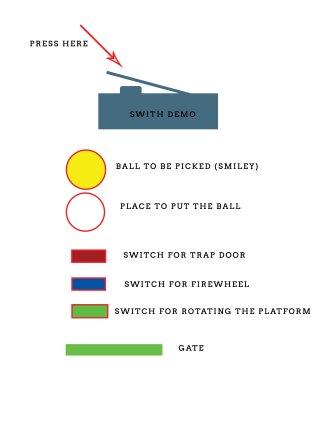 PRESS HERE
SWITH DEMO
BALL TO BE PICKED (SMILEY)
PLACE TO PUT THE BALL
SWITCH FOR TRAP DOOR
SWITCH FOR FIREWHEEL
SWITCH FOR ROTATING THE PLATFORM
GATE